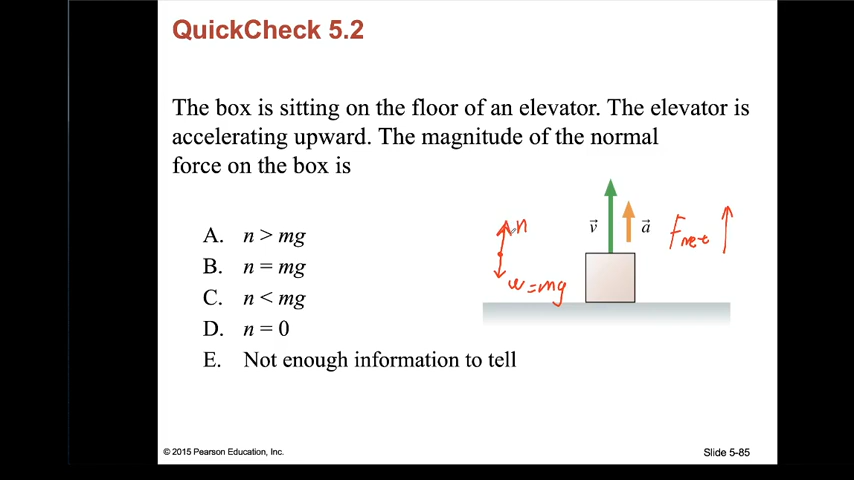 QuickCheck 5.2
The box is sitting on the floor of an elevator. The elevator is
accelerating upward. The magnitude of the normal
force on the box is
A. n > mg
B. n = mg
C. n < mg
D. n = 0
E. Not enough information to tell
n
w = mg
v⃗
a⃗
Fnet
© 2015 Pearson Education, Inc.
Slide 5-85